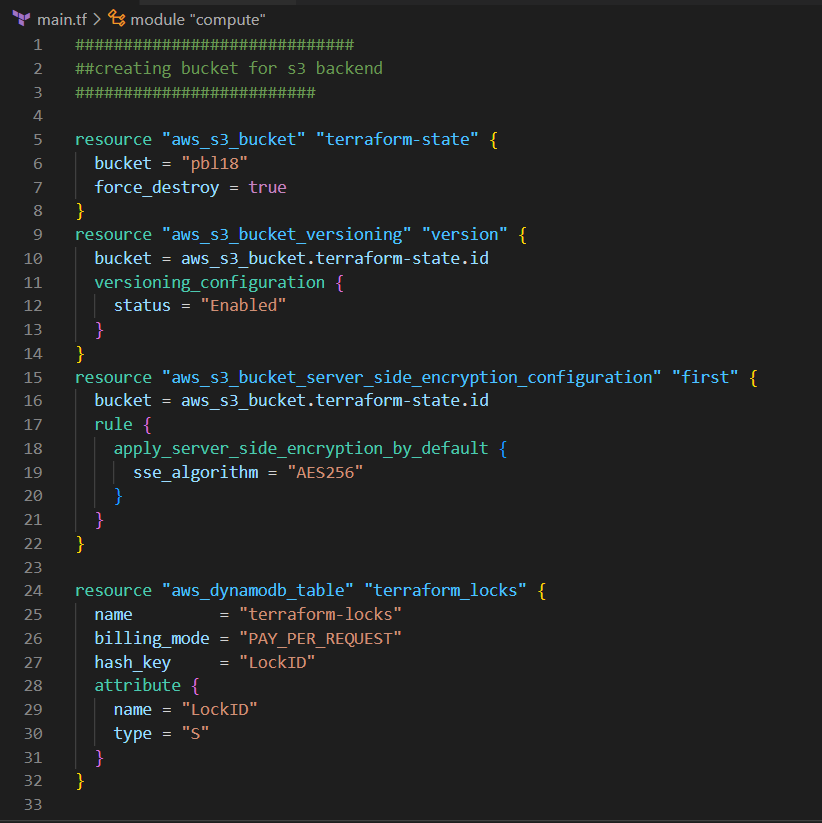 main.tf > module "compute"
1 ############################# 
2 ##creating bucket for s3 backend
3 #########################
4
5 resource "aws_s3_bucket" "terraform-state" {
6   bucket = "pbl18"
7   force_destroy = true
8 }
9 resource "aws_s3_bucket_versioning" "version" {
10   bucket = aws_s3_bucket.terraform-state.id
11   versioning_configuration {
12     status = "Enabled"
13   }
14 }
15 resource "aws_s3_bucket_server_side_encryption_configuration" "first" {
16   bucket = aws_s3_bucket.terraform-state.id
17   rule {
18     apply_server_side_encryption_by_default {
19       sse_algorithm = "AES256"
20     }
21   }
22 }
23
24 resource "aws_dynamodb_table" "terraform_locks" {
25   name         = "terraform-locks"
26   billing_mode = "PAY_PER_REQUEST"
27   hash_key     = "LockID"
28   attribute {
29     name = "LockID"
30     type = "S"
31   }
32 }
33